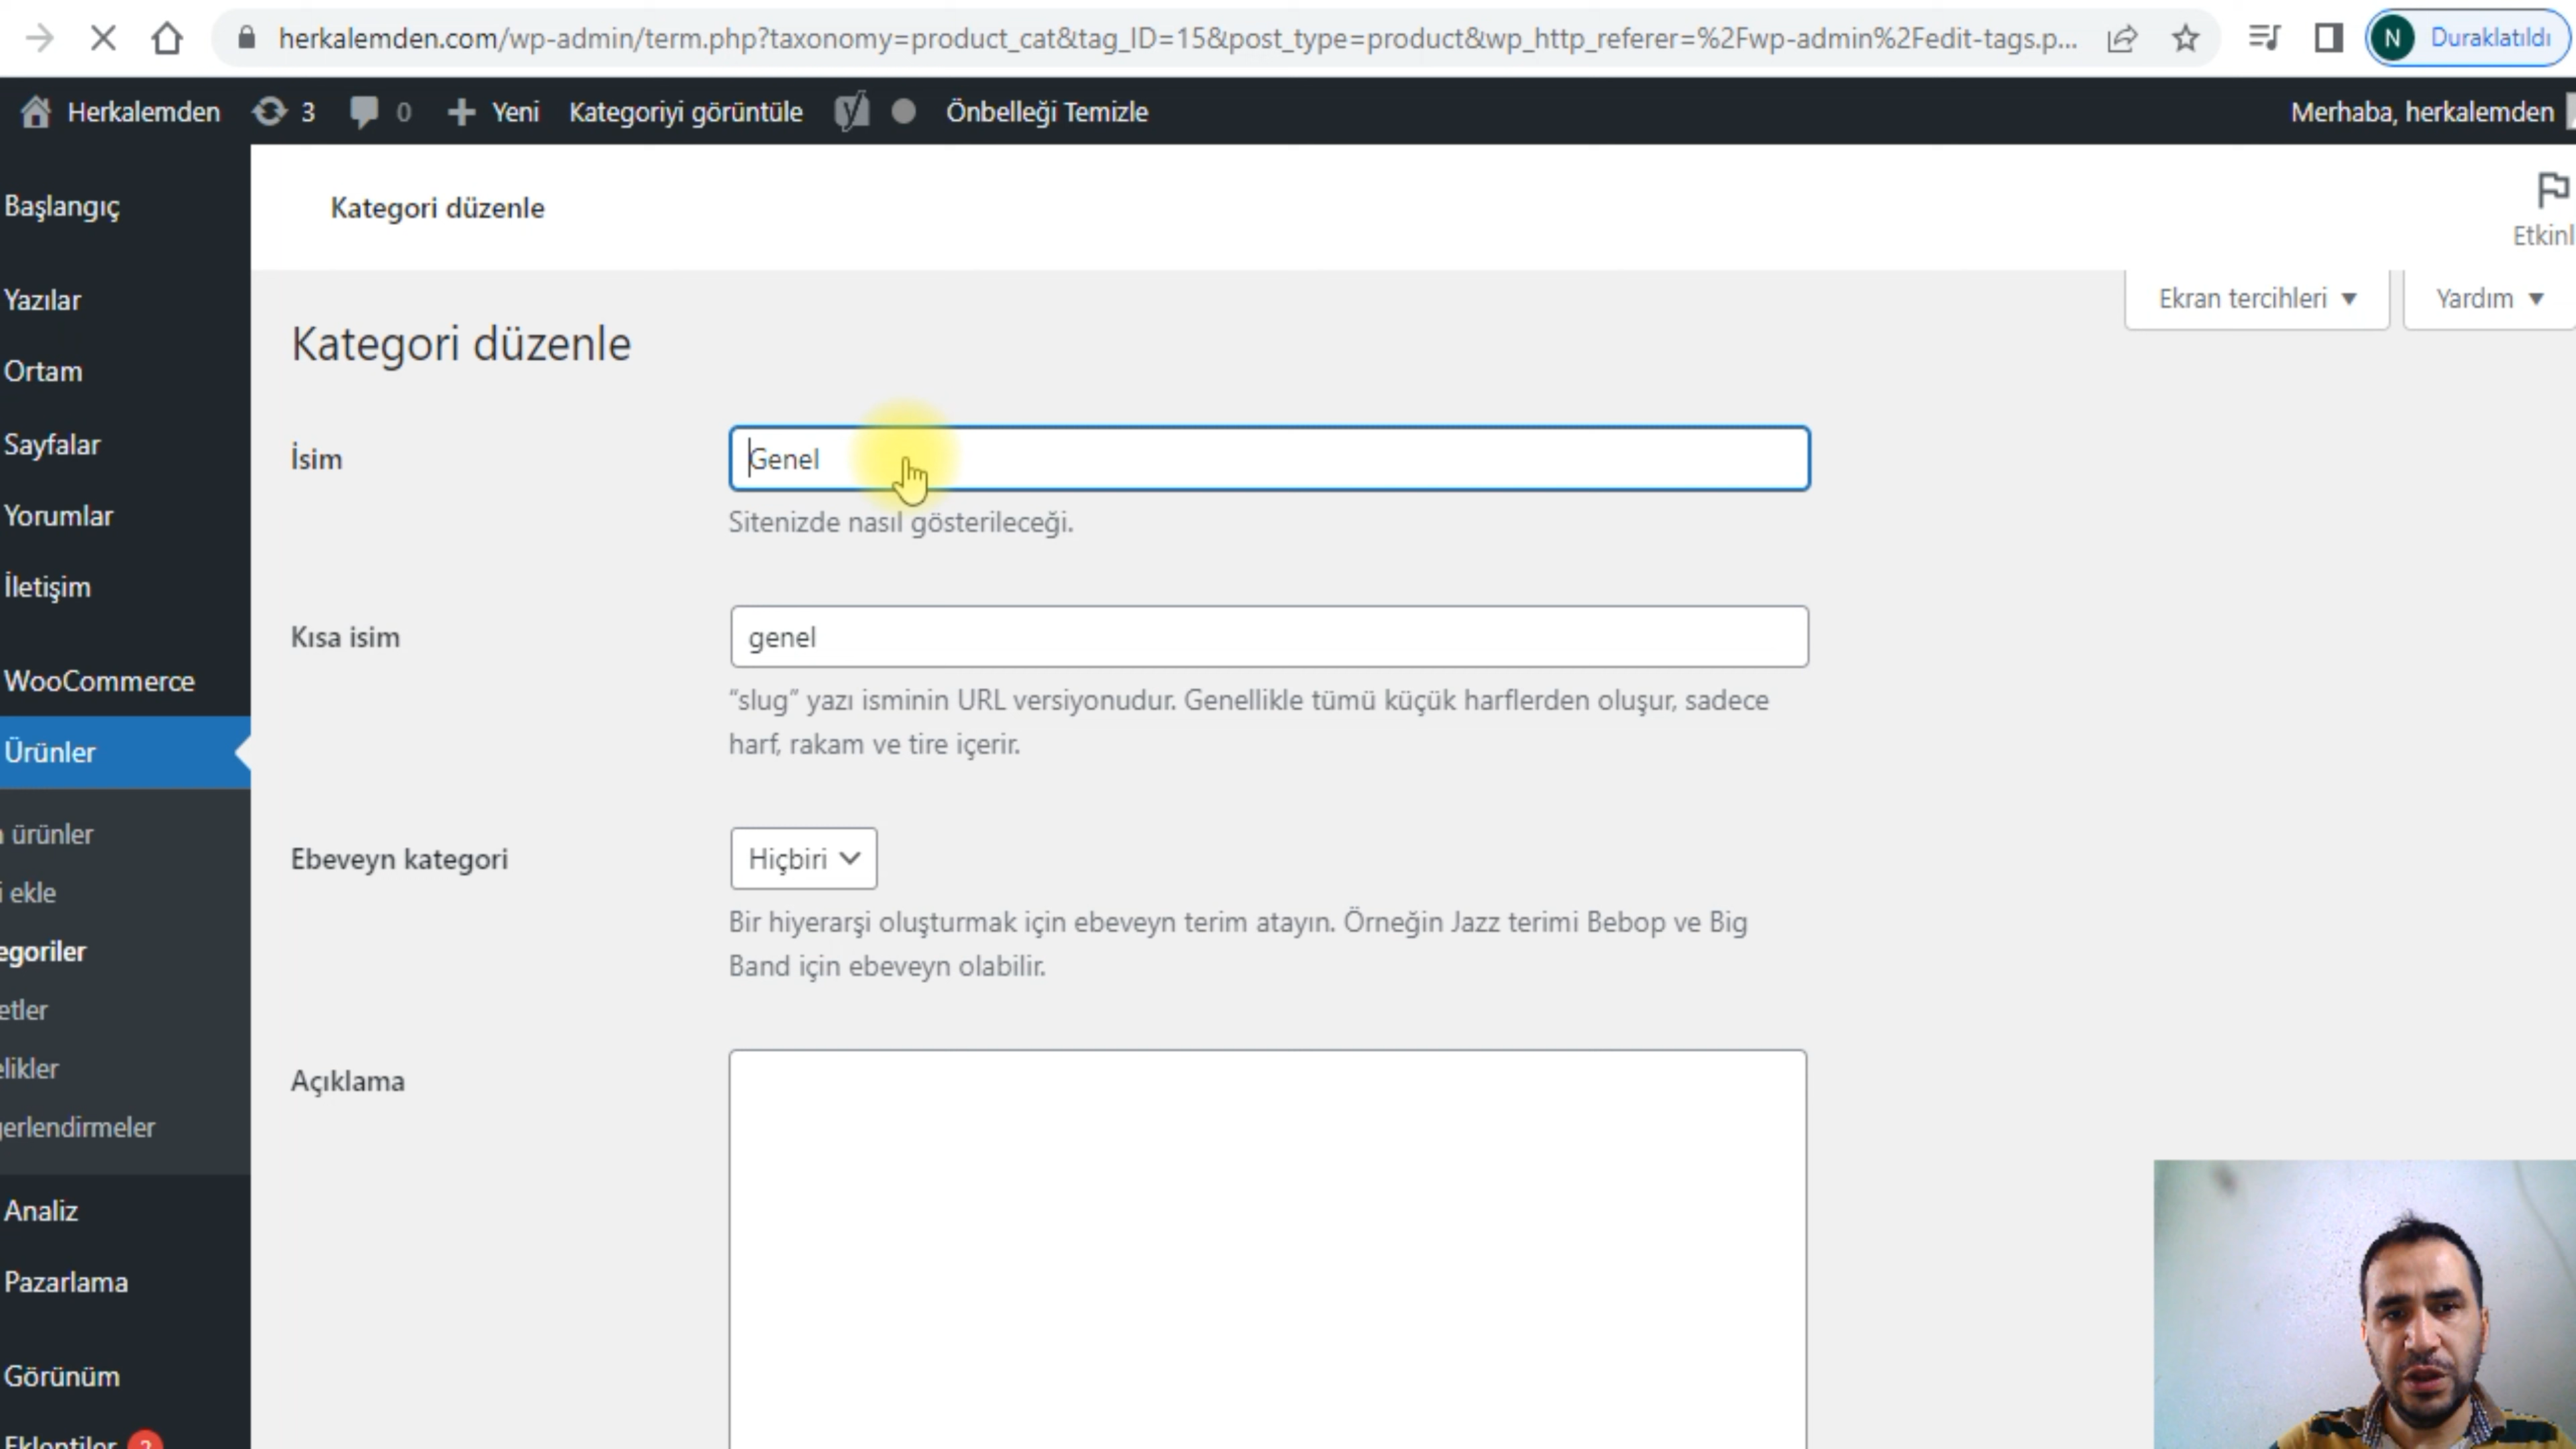 herkalemden.com/wp-admin/term.php?taxonomy=product_cat&tag_ID=15&post_type=product&wp_http_referer=%2Fwp-admin%2Fedit-tags.p...
N Duraklatıldı
Herkalemden 3 0 Yeni Kategoriyi görüntüle Önbelleği Temizle Merhaba, herkalemden
Başlangıç
Yazılar
Ortam
Sayfalar
Yorumlar
İletişim
WooCommerce
Ürünler
ürünler
ekle
egoriler
etler
elikler
ğerlendirmeler
Analiz
Pazarlama
Görünüm
Eklentiler 2
Kategori düzenle
Etkinl
Ekran tercihleri
Yardım
Kategori düzenle
İsim
Genel
Sitenizde nasıl gösterileceği.
Kısa isim
genel
“slug” yazı isminin URL versiyonudur. Genellikle tümü küçük harflerden oluşur, sadece
harf, rakam ve tire içerir.
Ebeveyn kategori
Hiçbiri
Bir hiyerarşi oluşturmak için ebeveyn terim atayın. Örneğin Jazz terimi Bebop ve Big
Band için ebeveyn olabilir.
Açıklama